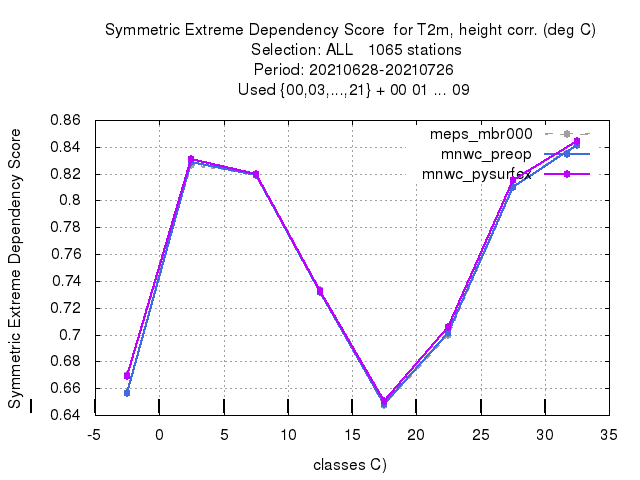 Symmetric Extreme Dependency Score for T2m, height corr. (deg C)
Selection: ALL 1065 stations
Period: 20210628-20210726
Used {00,03,...,21} + 00 01 ... 09
Symmetric Extreme Dependency Score
0.86
0.84
0.82
0.8
0.78
0.76
0.74
0.72
0.7
0.68
0.66
0.64
meps_mbr000
mnwc_preop
mnwc_pysurfex
-5 0 5 10 15 20 25 30 35
classes C)